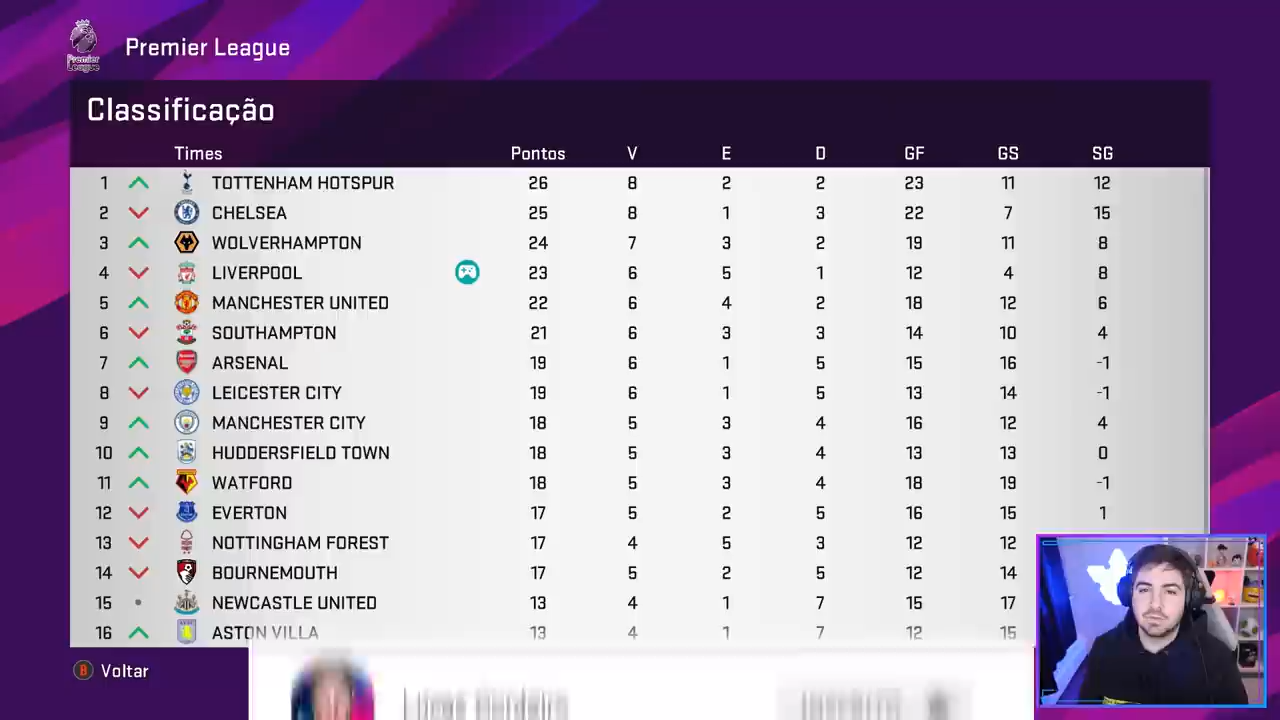 Premier League
Premier League
Classificação
Times Pontos V E D GF GS SG
1 TOTTENHAM HOTSPUR 26 8 2 2 23 11 12
2 CHELSEA 25 8 1 3 22 7 15
3 WOLVERHAMPTON 24 7 3 2 19 11 8
4 LIVERPOOL 23 6 5 1 12 4 8
5 MANCHESTER UNITED 22 6 4 2 18 12 6
6 SOUTHAMPTON 21 6 3 3 14 10 4
7 ARSENAL 19 6 1 5 15 16 -1
8 LEICESTER CITY 19 6 1 5 13 14 -1
9 MANCHESTER CITY 18 5 3 4 16 12 4
10 HUDDERSFIELD TOWN 18 5 3 4 13 13 0
11 WATFORD 18 5 3 4 18 19 -1
12 EVERTON 17 5 2 5 16 15 1
13 NOTTINGHAM FOREST 17 4 5 3 12 12
14 BOURNEMOUTH 17 5 2 5 12 14
15 NEWCASTLE UNITED 13 4 1 7 15 17
16 ASTON VILLA 13 4 1 7 12 15
B Voltar